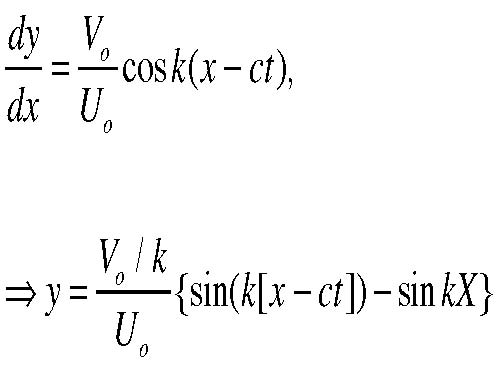 dy/dx = V_o/U_o cos k(x − ct),
⇒ y = (V_o / k)/U_o {sin(k[x − ct]) − sin kX}